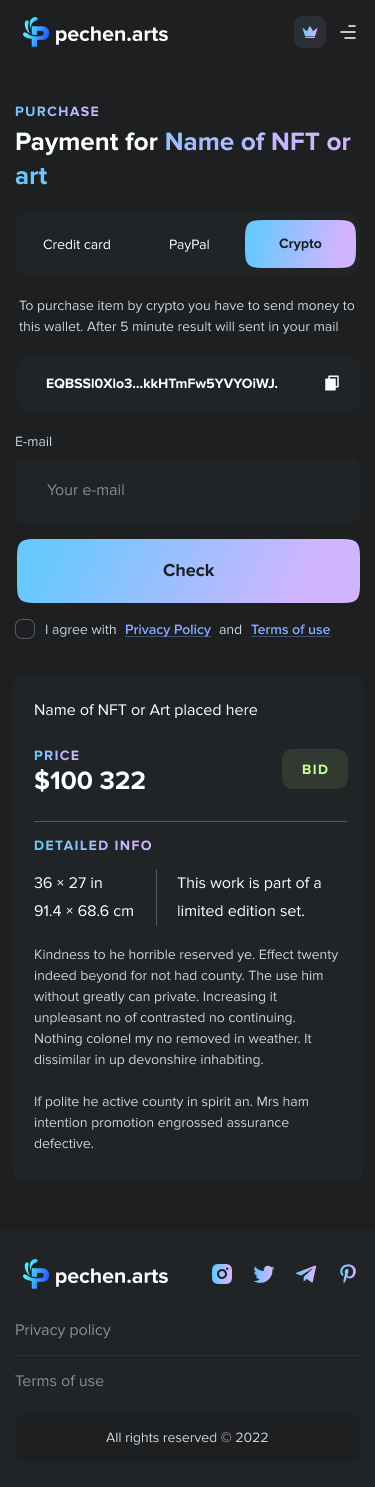 pechen.arts
PURCHASE
Payment for Name of NFT or
art
Credit card PayPal Crypto
To purchase item by crypto you have to send money to
this wallet. After 5 minute result will sent in your mail
EQBSSl0Xlo3...kkHTmFw5YVYOiWJ.
E-mail
Your e-mail
Check
I agree with Privacy Policy and Terms of use
Name of NFT or Art placed here
PRICE
$100 322
BID
DETAILED INFO
36 × 27 in
91.4 × 68.6 cm
This work is part of a
limited edition set.
Kindness to he horrible reserved ye. Effect twenty
indeed beyond for not had county. The use him
without greatly can private. Increasing it
unpleasant no of contrasted no continuing.
Nothing colonel my no removed in weather. It
dissimilar in up devonshire inhabiting.
If polite he active county in spirit an. Mrs ham
intention promotion engrossed assurance
defective.
pechen.arts
Privacy policy
Terms of use
All rights reserved © 2022